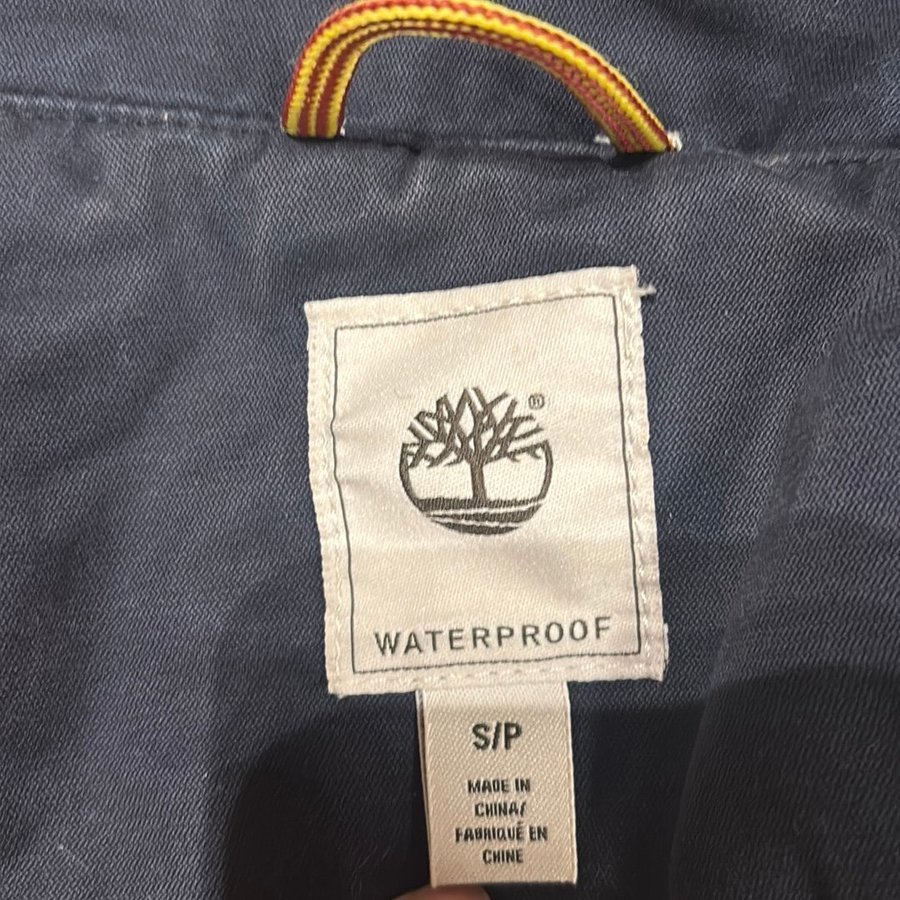 ®
WATERPROOF
S/P
MADE IN
CHINA/
FABRIQUÉ EN
CHINE